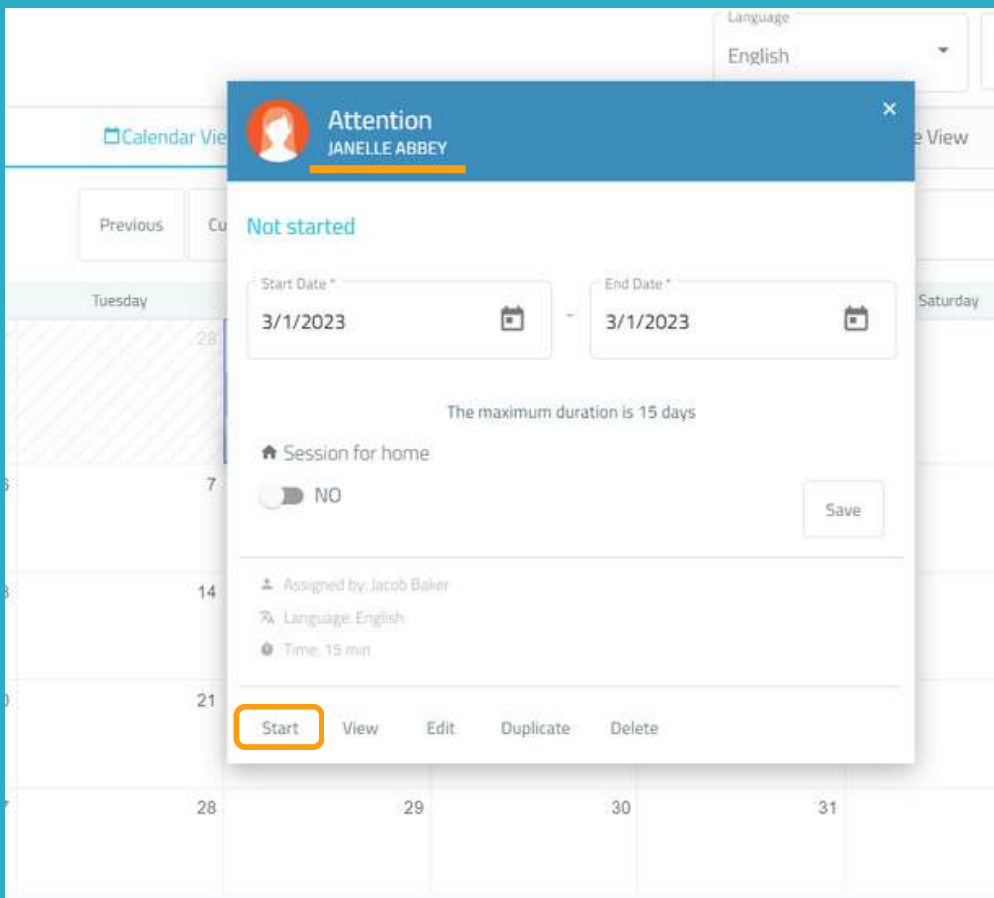 Language
English
Attention
JANELLE ABBEY
×
Calendar Vie
e View
Previous
Cu
Not started
Start Date *
3/1/2023
-
End Date *
3/1/2023
Tuesday
Saturday
28
The maximum duration is 15 days
Session for home
NO
7
Save
14
Assigned by: Jacob Baker
Language: English
Time: 15 min
21
Start View Edit Duplicate Delete
28 29 30 31